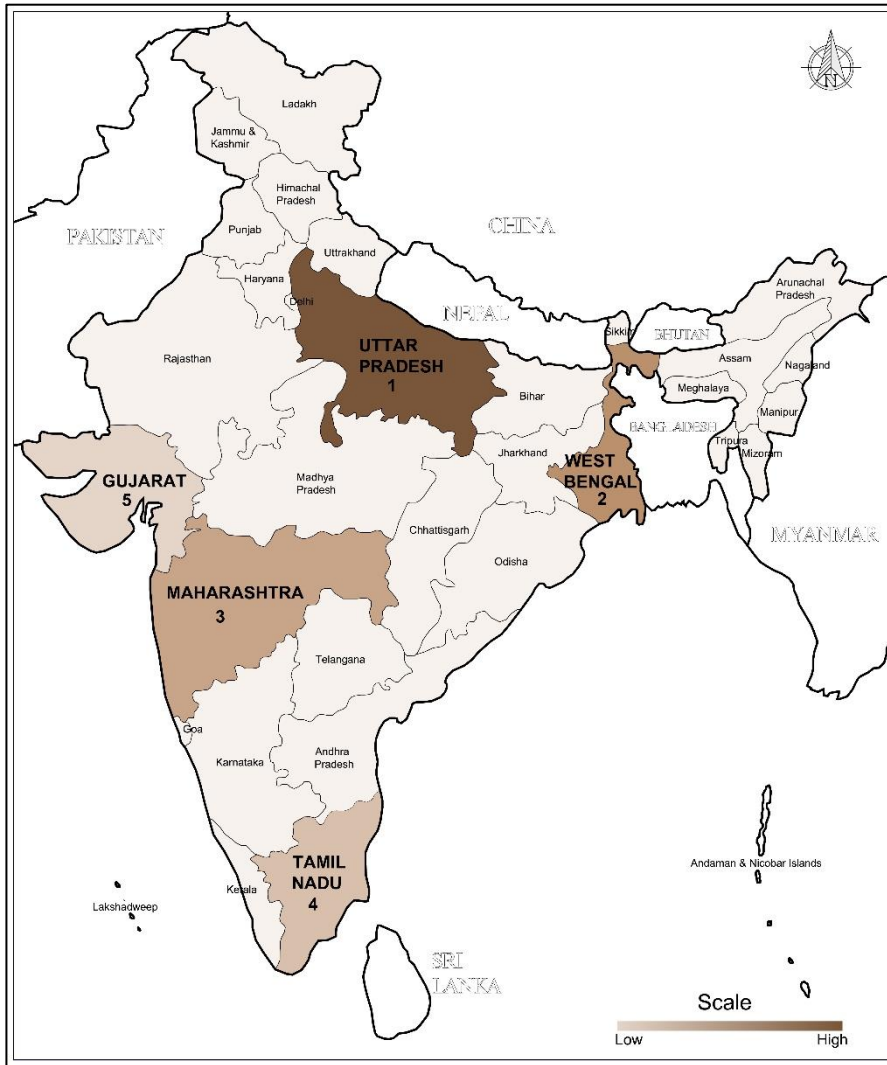 N
Ladakh
Jammu &
Kashmir
Himachal
Pradesh
PAKISTAN
CHINA
Punjab
Uttrakhand
Haryana
Delhi
Arunachal
Pradesh
NEPAL
Sikkim
BHUTAN
UTTAR
PRADESH
1
Rajasthan
Assam
Nagaland
Bihar
Meghalaya
Manipur
BANGLADESH
Tripura
Mizoram
Jharkhand
WEST
BENGAL
2
GUJARAT
5
Madhya
Pradesh
Chhattisgarh
MYANMAR
Odisha
MAHARASHTRA
3
Telangana
Goa
Karnataka
Andhra
Pradesh
TAMIL
NADU
4
Kerala
Andaman & Nicobar Islands
Lakshadweep
SRI
LANKA
Scale
Low
High